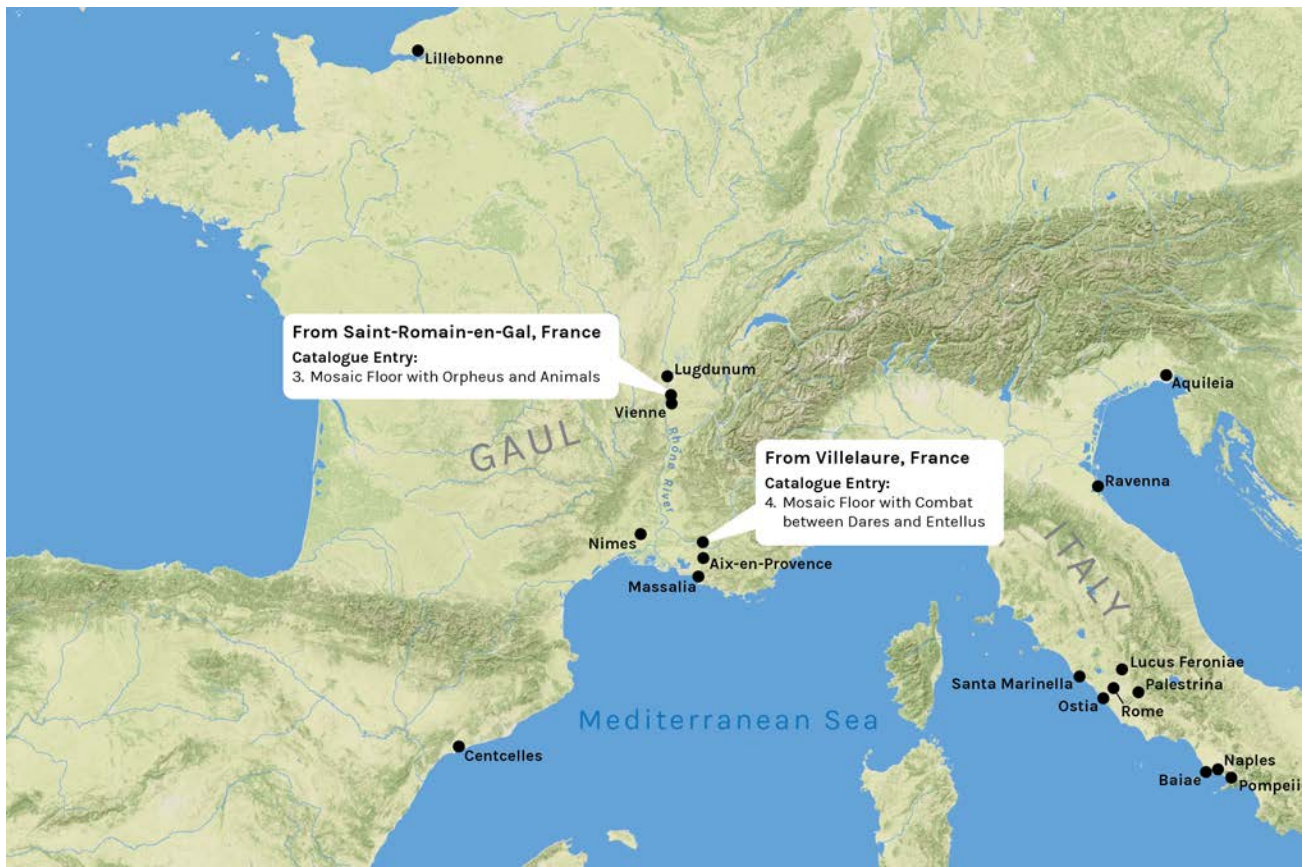 Lillebonne
From Saint-Romain-en-Gal, France
Catalogue Entry:
3. Mosaic Floor with Orpheus and Animals
Lugdunum
Vienne
Aquileia
GAUL
Rhône River
From Villelaure, France
Catalogue Entry:
4. Mosaic Floor with Combat
between Dares and Entellus
Ravenna
Nimes
Aix-en-Provence
Massalia
ITALY
Lucus Feroniae
Santa Marinella
Palestrina
Ostia
Rome
Mediterranean Sea
Centcelles
Naples
Baiae
Pompeii